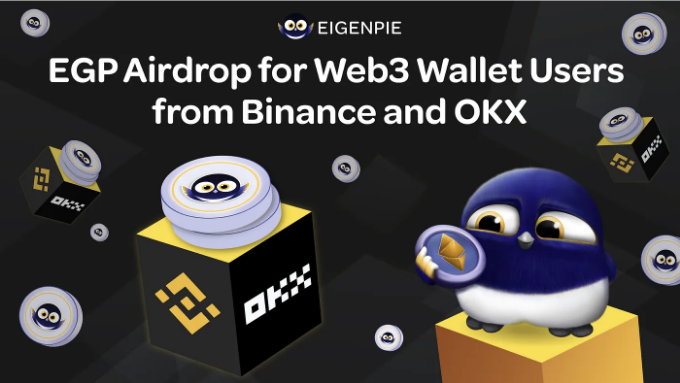 EIGENPIE
EGP Airdrop for Web3 Wallet Users
from Binance and OKX
OKX
OKX
OKX